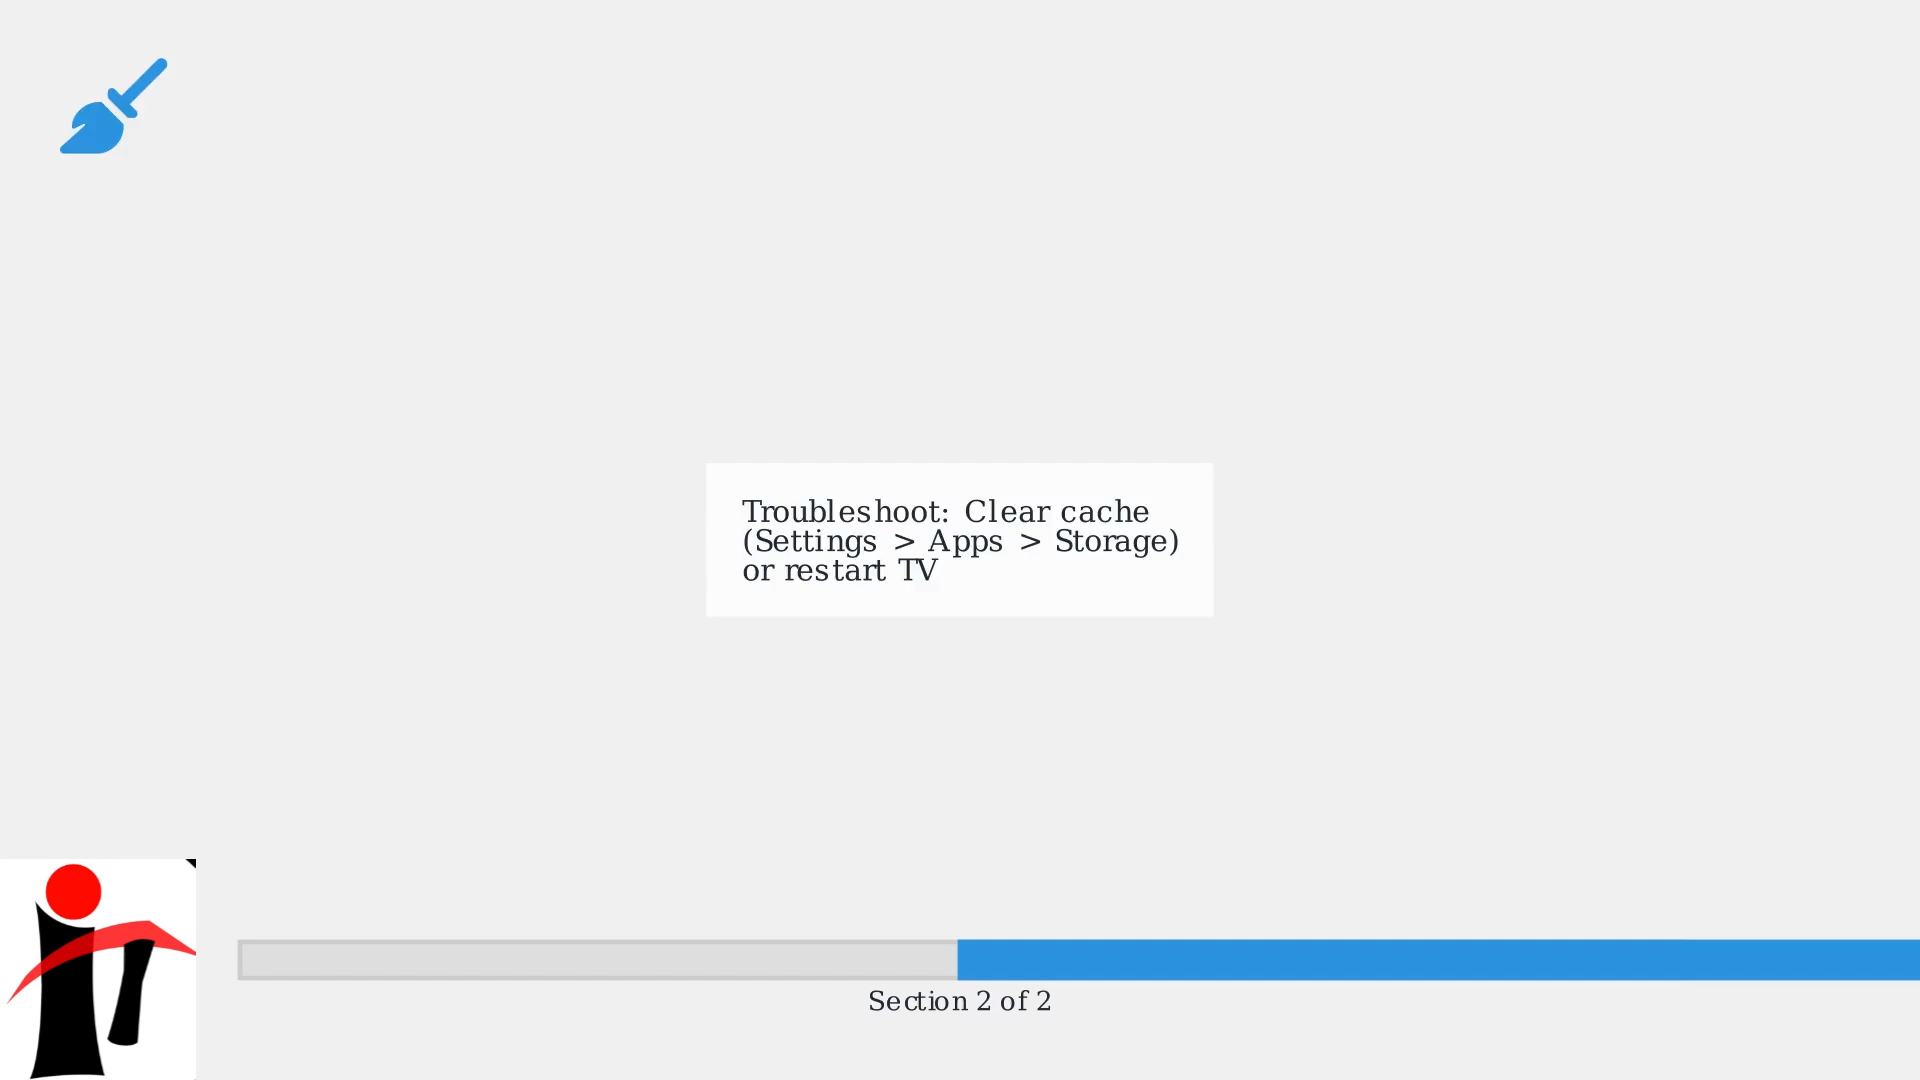 Troubleshoot: Clear cache
(Settings > Apps > Storage)
or restart TV
Section 2 of 2